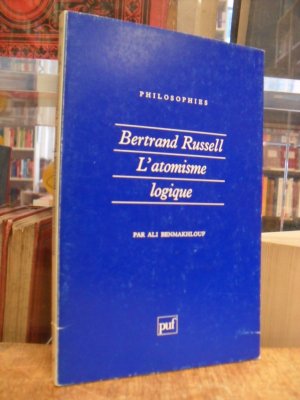 PHILOSOPHIES
Bertrand Russell
L'atomisme
logique
PAR ALI BENMAKHLOUF
puf